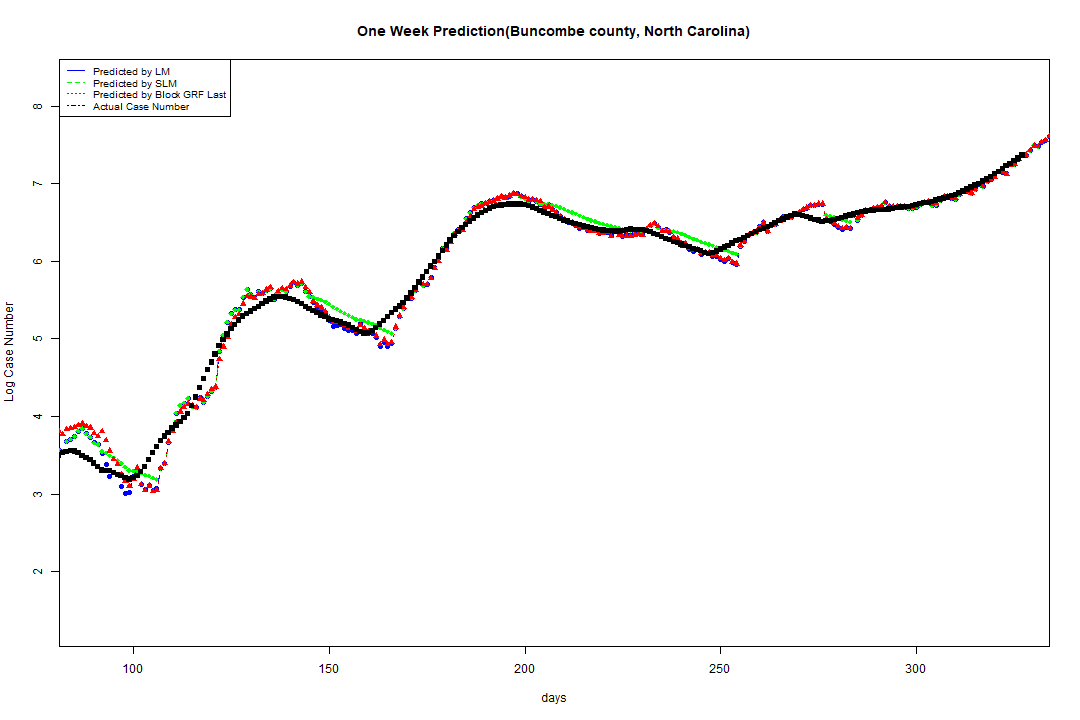 One Week Prediction(Buncombe county, North Carolina)
Predicted by LM
Predicted by SLM
Predicted by Block GRF Last
Actual Case Number
8
7
6
5
4
3
2
Log Case Number
100 150 200 250 300
days